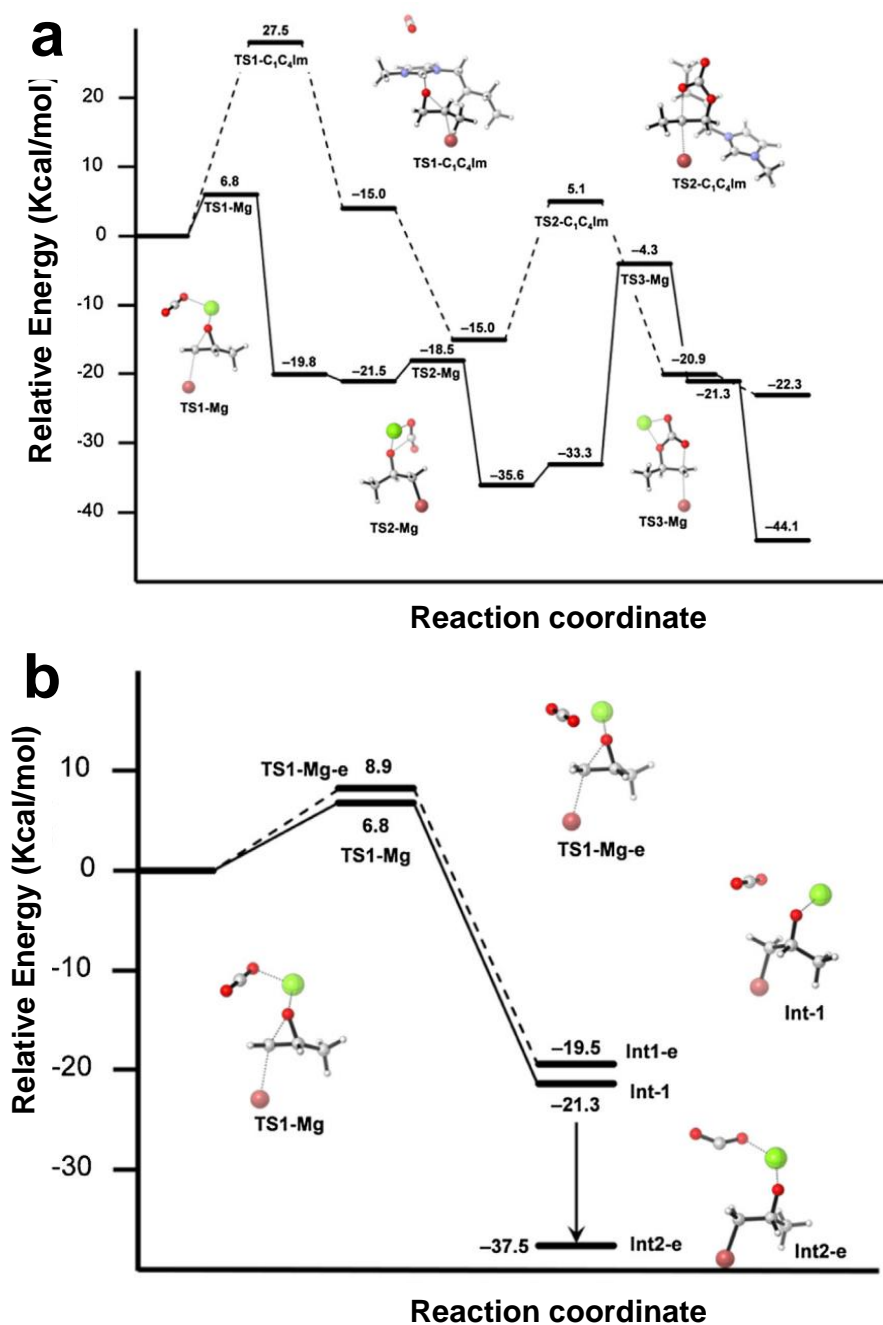 a
Relative Energy (Kcal/mol)
20
10
0
-10
-20
-30
-40
27.5
TS1-C₁C₄Im
6.8
TS1-Mg
–15.0
TS1-C₁C₄Im
TS2-C₁C₄Im
5.1
TS2-C₁C₄Im
–4.3
TS3-Mg
TS1-Mg
–19.8
–21.5
–18.5
TS2-Mg
–15.0
–20.9
–21.3
–22.3
TS2-Mg
–35.6
–33.3
TS3-Mg
–44.1
Reaction coordinate
b
Relative Energy (Kcal/mol)
10
0
-10
-20
-30
TS1-Mg-e
8.9
6.8
TS1-Mg
TS1-Mg-e
TS1-Mg
Int-1
–19.5
Int1-e
Int-1
–21.3
–37.5
Int2-e
Int2-e
Reaction coordinate